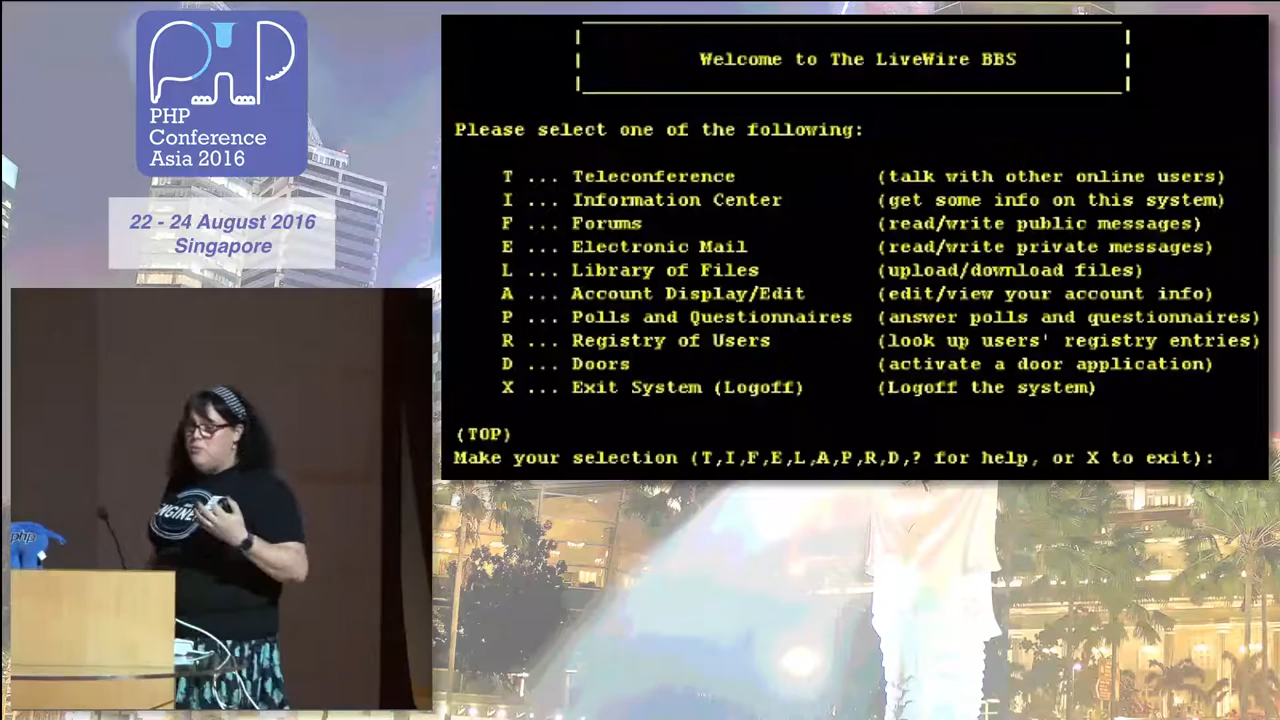 PHP
Conference
Asia 2016
22 - 24 August 2016
Singapore
Welcome to The LiveWire BBS
Please select one of the following:
T ... Teleconference (talk with other online users)
I ... Information Center (get some info on this system)
F ... Forums (read/write public messages)
E ... Electronic Mail (read/write private messages)
L ... Library of Files (upload/download files)
A ... Account Display/Edit (edit/view your account info)
P ... Polls and Questionnaires (answer polls and questionnaires)
R ... Registry of Users (look up users' registry entries)
D ... Doors (activate a door application)
X ... Exit System (Logoff) (Logoff the system)
(TOP)
Make your selection (T,I,F,E,L,A,P,R,D,? for help, or X to exit):
php